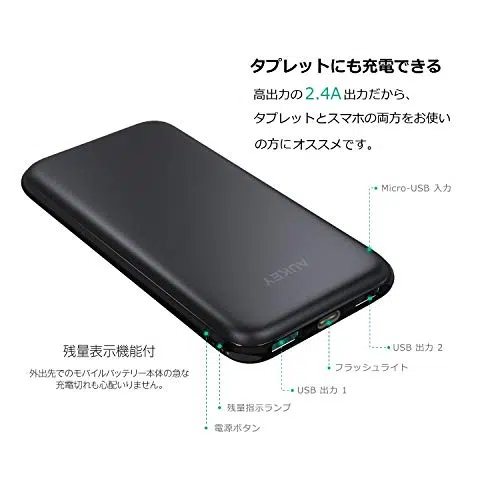 タブレットにも充電できる
高出力の 2.4A 出力だから、
タブレットとスマホの両方をお使い
の方にオススメです。
Micro-USB 入力
AUKEY
USB 出力 2
残量表示機能付
フラッシュライト
外出先でのモバイルバッテリー本体の急な
充電切れも心配いりません。
USB 出力 1
残量指示ランプ
電源ボタン